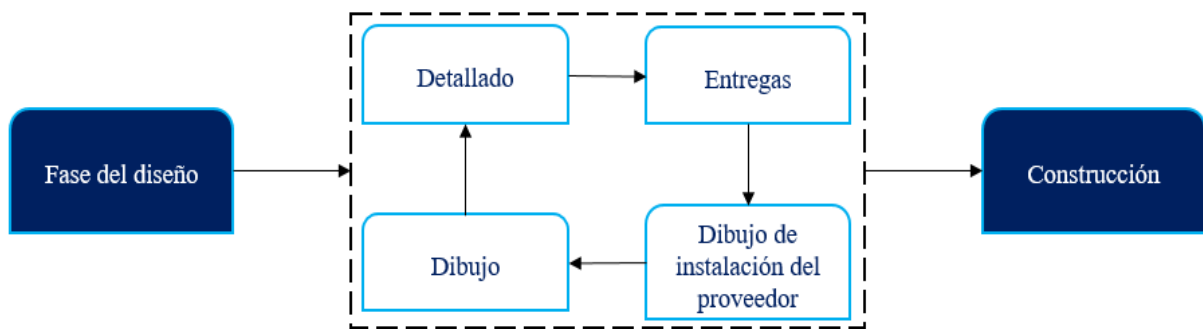 Detallado
Entregas
Fase del diseño
Construcción
Dibujo
Dibujo de
instalación del
proveedor